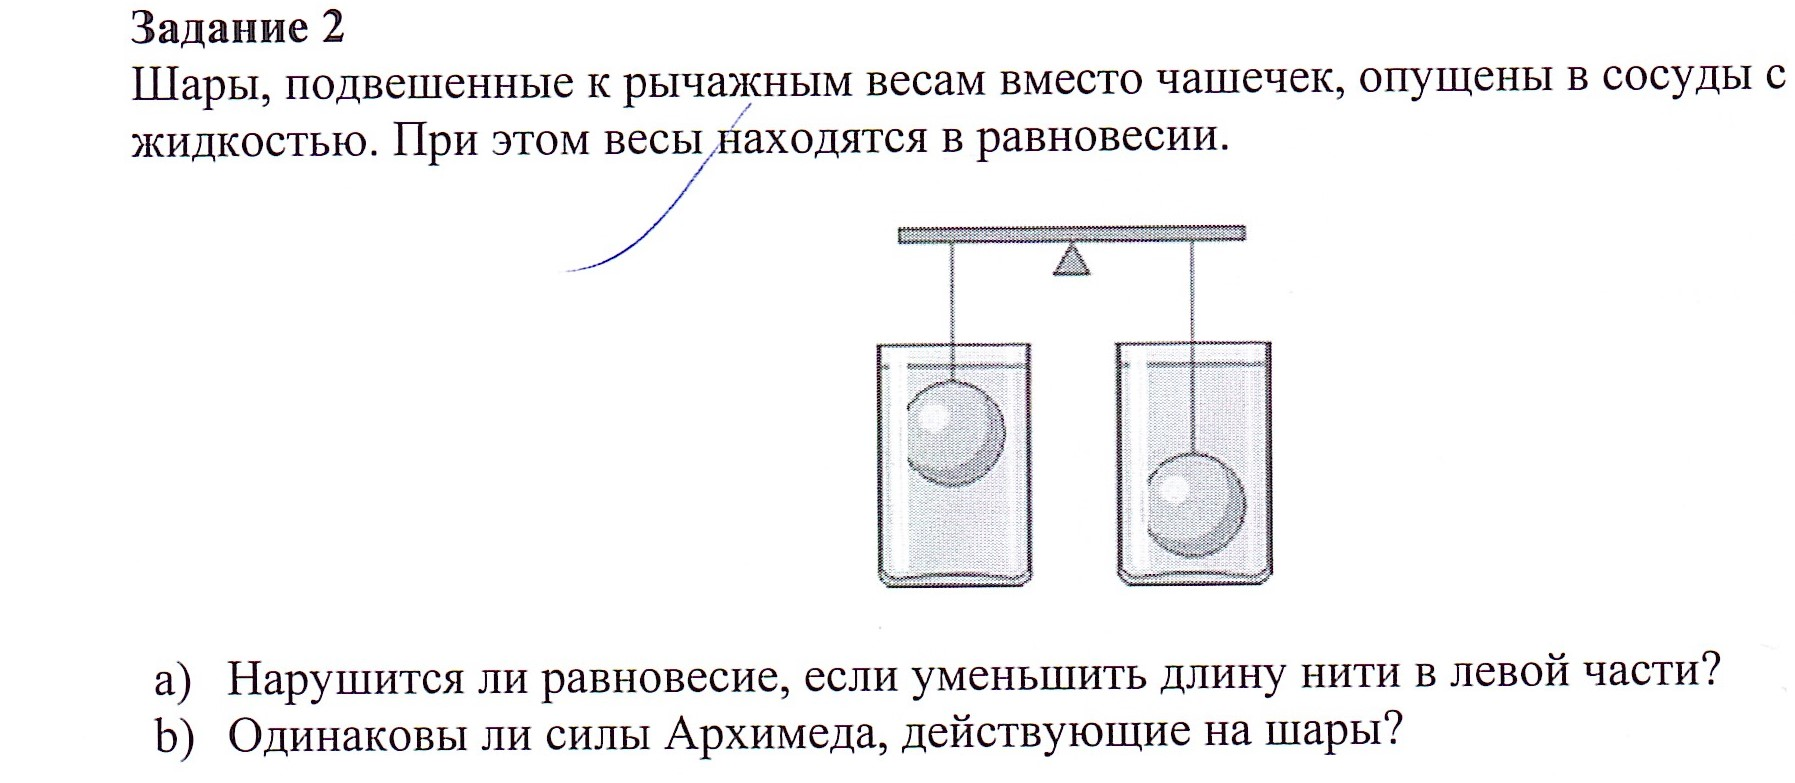 Задание 2
Шары, подвешенные к рычажным весам вместо чашечек, опущены в сосуды с
жидкостью. При этом весы находятся в равновесии.
a) Нарушится ли равновесие, если уменьшить длину нити в левой части?
b) Одинаковы ли силы Архимеда, действующие на шары?